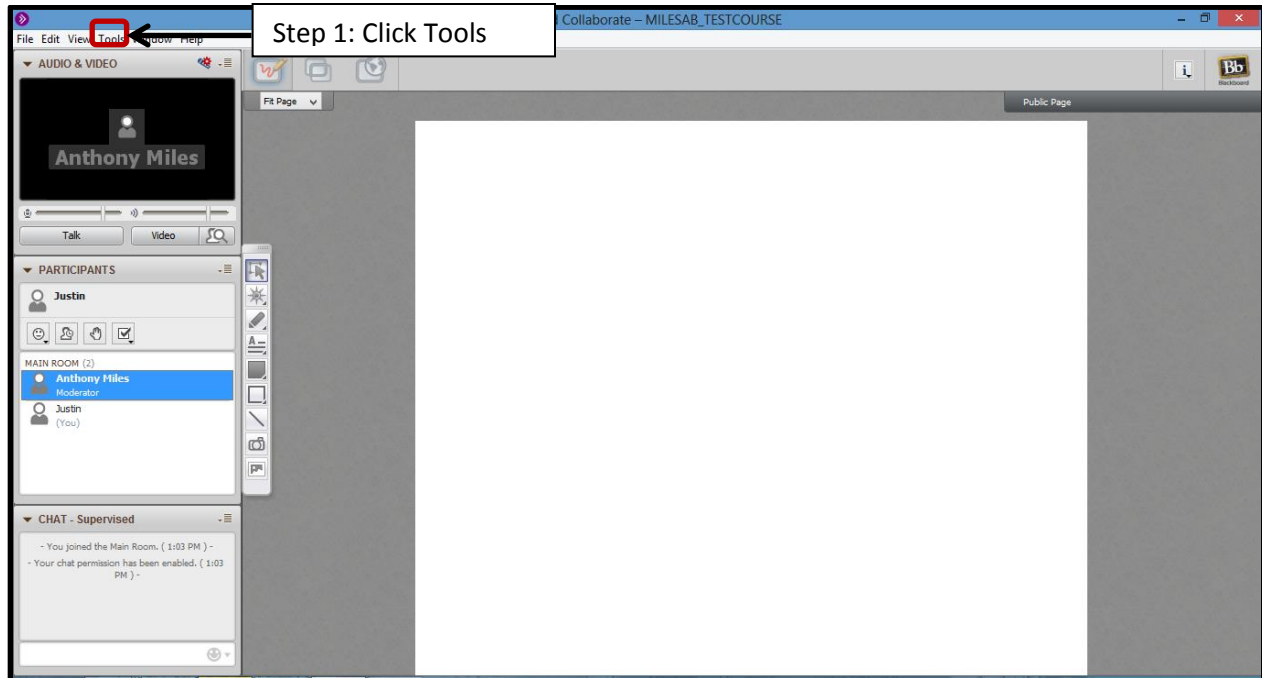 Collaborate – MILESAB_TESTCOURSE
File Edit View Tools Window Help
Step 1: Click Tools
AUDIO & VIDEO
Anthony Miles
Talk
Video
Fit Page
Public Page
i
Bb
Blackboard
PARTICIPANTS
Justin
MAIN ROOM (2)
Anthony Miles
Moderator
Justin
(You)
CHAT - Supervised
- You joined the Main Room. ( 1:03 PM ) -
- Your chat permission has been enabled. ( 1:03
PM ) -